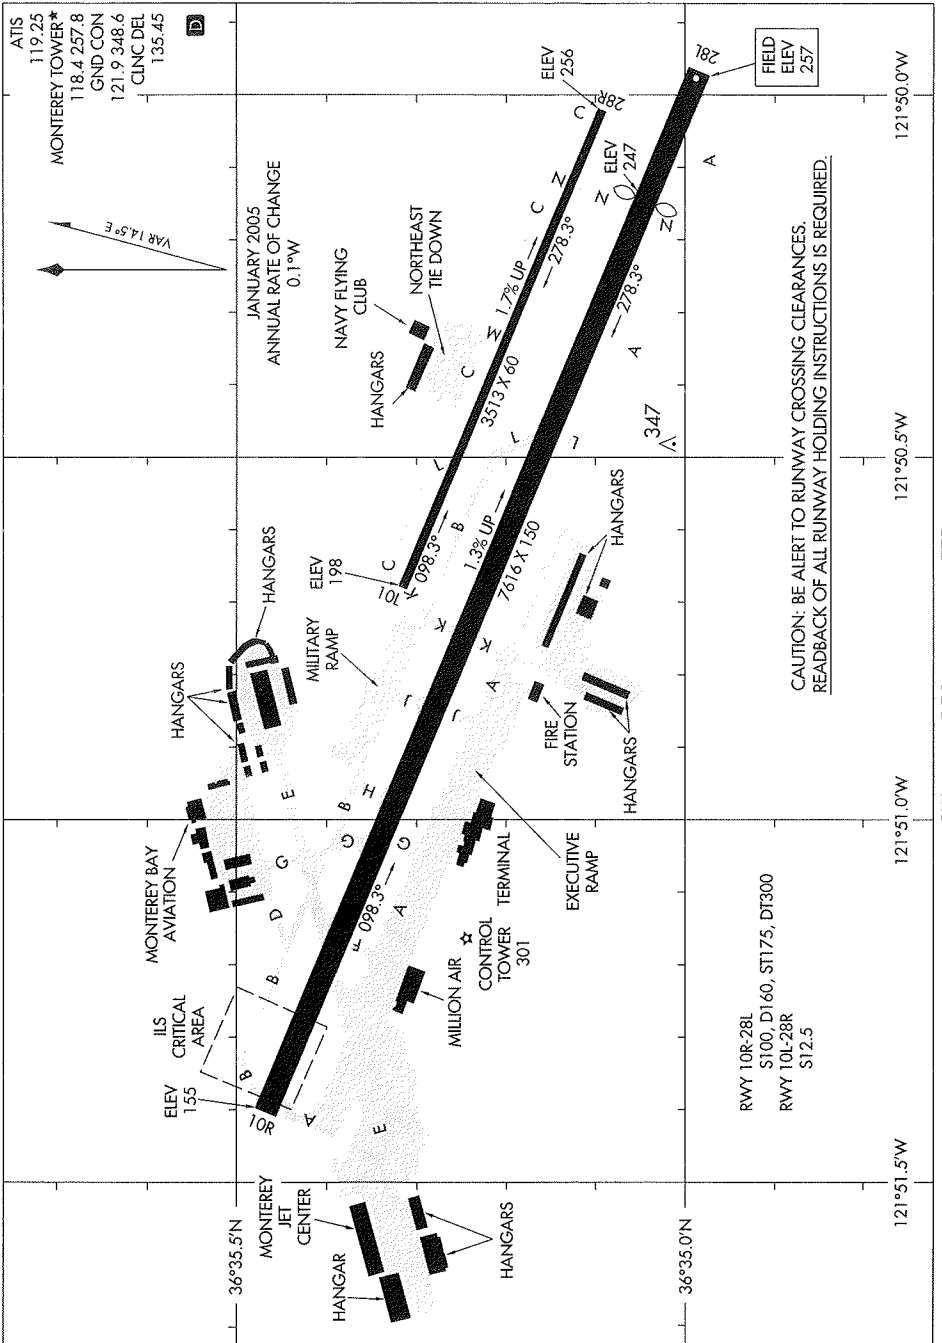 ATIS
119.25
MONTEREY TOWER★
118.4 257.8
GND CON
121.9 348.6
CLNC DEL
135.45
D
VAR 14.5° E
JANUARY 2005
ANNUAL RATE OF CHANGE
0.1°W
NAVY FLYING
CLUB
NORTHEAST
TIE DOWN
HANGARS
ELEV
256
28R
28L
FIELD
ELEV
257
ELEV
247
C
C
C
C
N
N
N
N
1.7% UP
278.3°
3513 X 60
M
A
A
278.3°
L
L
L
347
ELEV
198
10L
098.3°
B
1.3% UP
7616 X 150
HANGARS
HANGARS
MILITARY
RAMP
HANGARS
K
K
J
J
A
FIRE
STATION
HANGARS
H
B
E
G
G
G
MONTEREY BAY
AVIATION
D
B
F
098.3°
A
TERMINAL
EXECUTIVE
RAMP
ILS
CRITICAL
AREA
MILLION AIR
CONTROL
TOWER
301
ELEV
155
B
10R
A
E
MONTEREY
JET
CENTER
HANGAR
HANGARS
CAUTION: BE ALERT TO RUNWAY CROSSING CLEARANCES.
READBACK OF ALL RUNWAY HOLDING INSTRUCTIONS IS REQUIRED.
RWY 10R-28L
S100, D160, ST175, DT300
RWY 10L-28R
S12.5
36°35.5'N
36°35.0'N
121°51.5'W
121°51.0'W
121°50.5'W
121°50.0'W